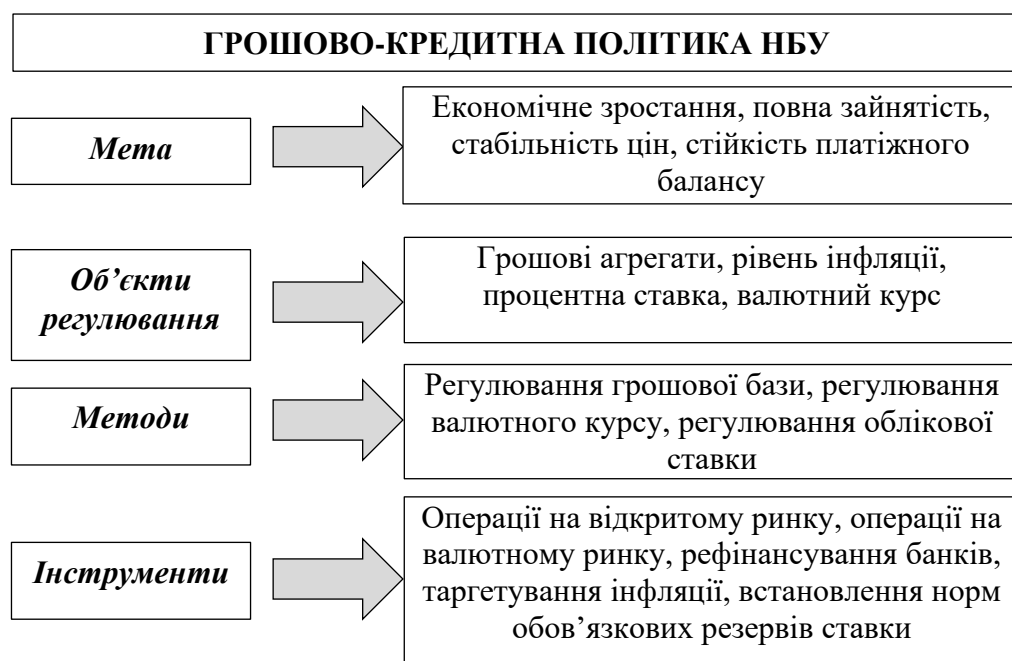 ГРОШОВО-КРЕДИТНА ПОЛІТИКА НБУ
Мета
Економічне зростання, повна зайнятість,
стабільність цін, стійкість платіжного
балансу
Об’єкти
регулювання
Грошові агрегати, рівень інфляції,
процентна ставка, валютний курс
Методи
Регулювання грошової бази, регулювання
валютного курсу, регулювання облікової
ставки
Інструменти
Операції на відкритому ринку, операції на
валютному ринку, рефінансування банків,
таргетування інфляції, встановлення норм
обов’язкових резервів ставки